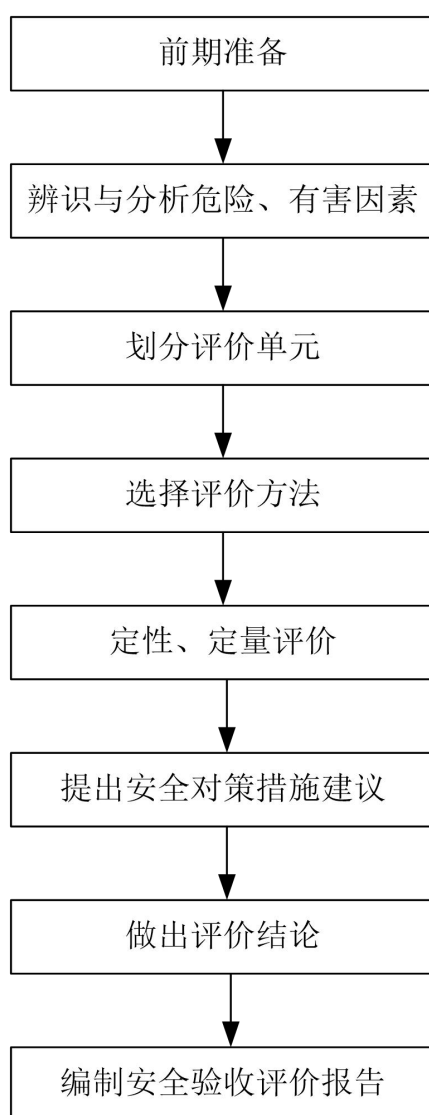 前期准备
辨识与分析危险、有害因素
划分评价单元
选择评价方法
定性、定量评价
提出安全对策措施建议
做出评价结论
编制安全验收评价报告